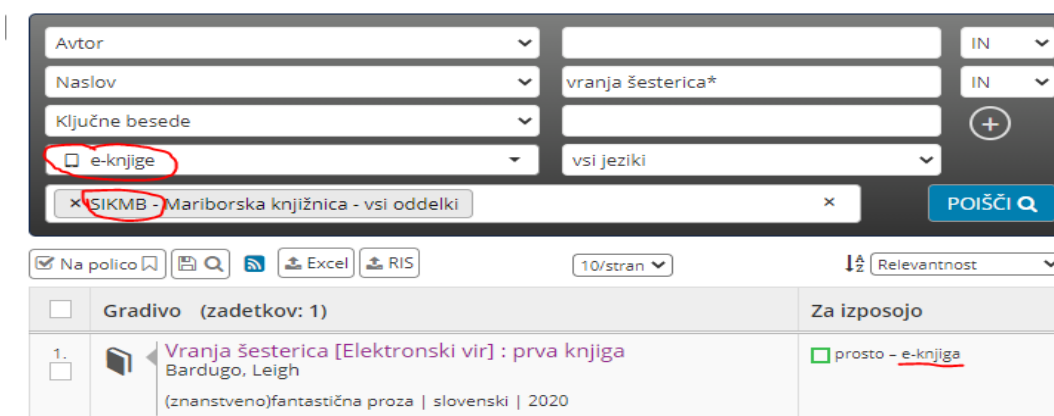 Avtor IN
Naslov vranja šesterica* IN
Ključne besede
e-knjige vsi jeziki
× SIKMB - Mariborska knjižnica - vsi oddelki × POIŠČI
Na polico Excel RIS 10/stran Relevantnost
Gradivo (zadetkov: 1) Za izposojo
1. Vranja šesterica [Elektronski vir] : prva knjiga prosto – e-knjiga
Bardugo, Leigh
(znanstveno)fantastična proza | slovenski | 2020